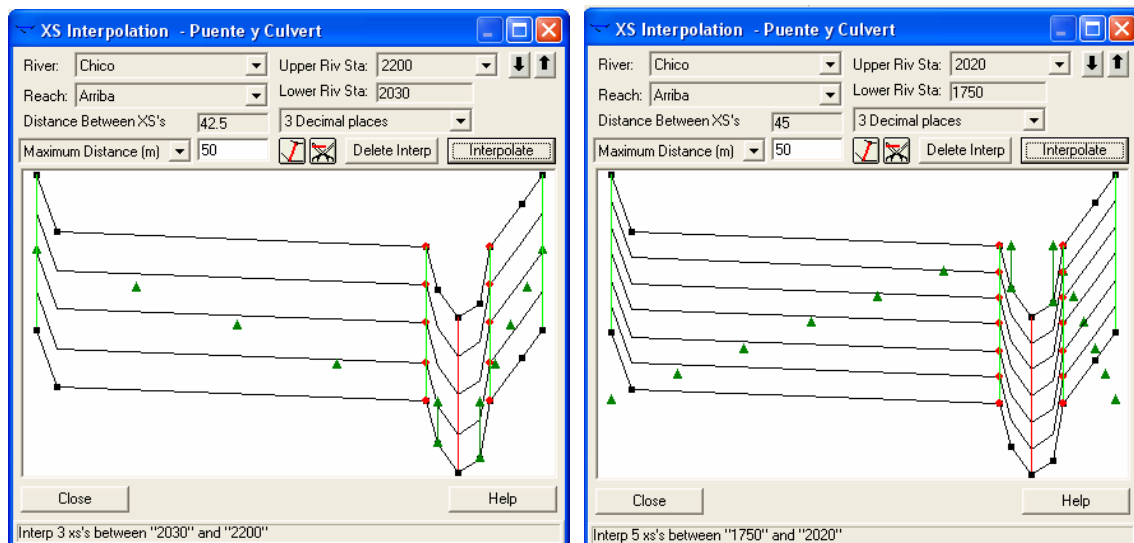 XS Interpolation - Puente y Culvert
River: Chico Upper Riv Sta: 2200
Reach: Arriba Lower Riv Sta: 2030
Distance Between XS's 42.5 3 Decimal places
Maximum Distance (m) 50 Delete Interp Interpolate
Close Help
Interp 3 xs's between "2030" and "2200"
XS Interpolation - Puente y Culvert
River: Chico Upper Riv Sta: 2020
Reach: Arriba Lower Riv Sta: 1750
Distance Between XS's 45 3 Decimal places
Maximum Distance (m) 50 Delete Interp Interpolate
Close Help
Interp 5 xs's between "1750" and "2020"